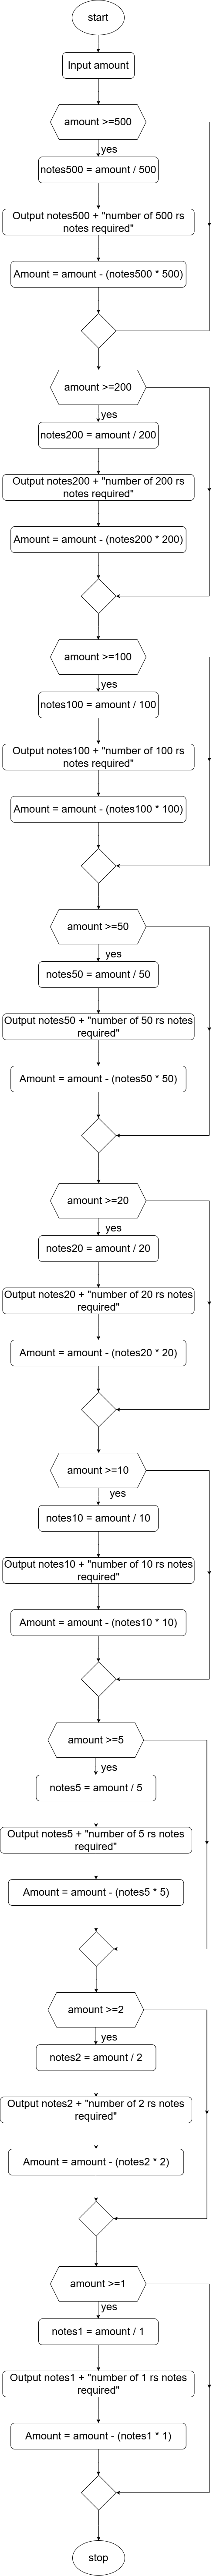 start
Input amount
amount >=500
yes
notes500 = amount / 500
Output notes500 + "number of 500 rs
notes required"
Amount = amount - (notes500 * 500)
amount >=200
yes
notes200 = amount / 200
Output notes200 + "number of 200 rs
notes required"
Amount = amount - (notes200 * 200)
amount >=100
yes
notes100 = amount / 100
Output notes100 + "number of 100 rs
notes required"
Amount = amount - (notes100 * 100)
amount >=50
yes
notes50 = amount / 50
Output notes50 + "number of 50 rs notes
required"
Amount = amount - (notes50 * 50)
amount >=20
yes
notes20 = amount / 20
Output notes20 + "number of 20 rs notes
required"
Amount = amount - (notes20 * 20)
amount >=10
yes
notes10 = amount / 10
Output notes10 + "number of 10 rs notes
required"
Amount = amount - (notes10 * 10)
amount >=5
yes
notes5 = amount / 5
Output notes5 + "number of 5 rs notes
required"
Amount = amount - (notes5 * 5)
amount >=2
yes
notes2 = amount / 2
Output notes2 + "number of 2 rs notes
required"
Amount = amount - (notes2 * 2)
amount >=1
yes
notes1 = amount / 1
Output notes1 + "number of 1 rs notes
required"
Amount = amount - (notes1 * 1)
stop